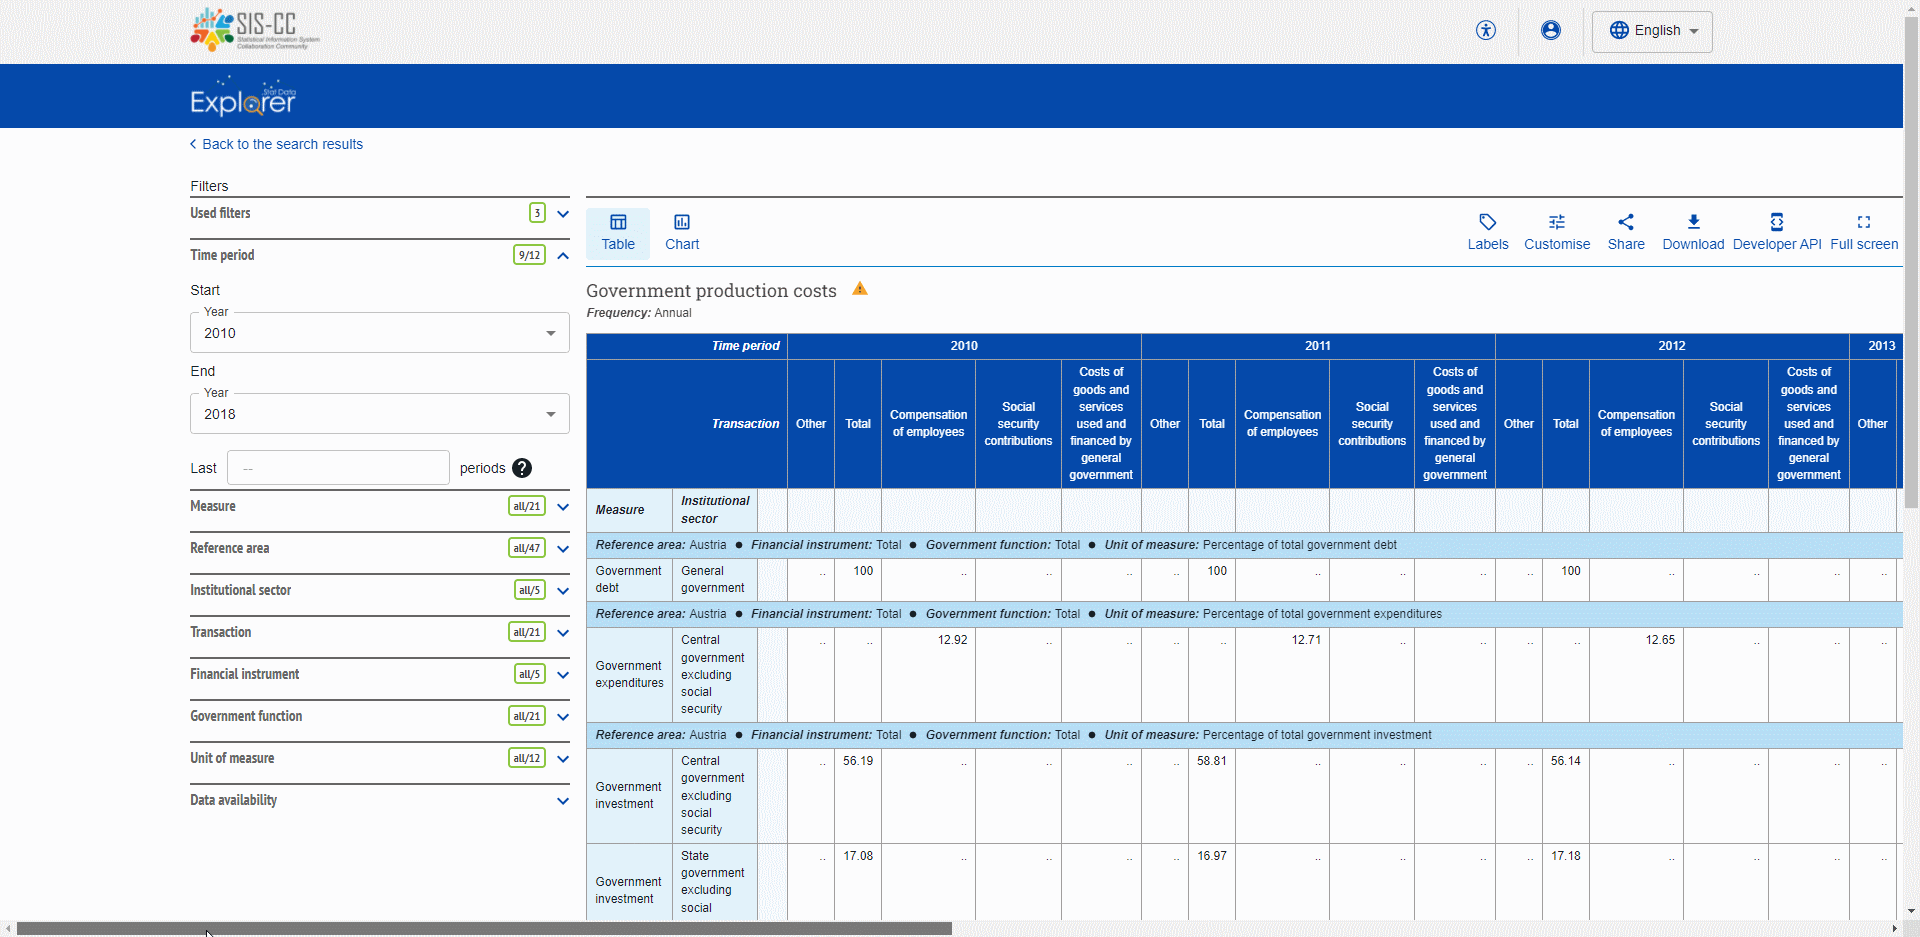 SIS-CC
Statistical Information System
Collaboration Community
English
.Stat Data
Explorer
Back to the search results
Filters
Used filters 3
Time period 9/12
Start
Year
2010
End
Year
2018
Last -- periods ?
Measure all/21
Reference area all/47
Institutional sector all/5
Transaction all/21
Financial instrument all/5
Government function all/21
Unit of measure all/12
Data availability
Table Chart Labels Customise Share Download Developer API Full screen
Government production costs
Frequency: Annual
Time period 2010 2011 2012 2013
Transaction Other Total Compensation of employees Social security contributions Costs of goods and services used and financed by general government Other Total Compensation of employees Social security contributions Costs of goods and services used and financed by general government Other Total Compensation of employees Social security contributions Costs of goods and services used and financed by general government Other
Measure Institutional sector
Reference area: Austria ● Financial instrument: Total ● Government function: Total ● Unit of measure: Percentage of total government debt
Government debt General government .. 100 .. .. .. .. 100 .. .. .. .. 100 .. .. .. ..
Reference area: Austria ● Financial instrument: Total ● Government function: Total ● Unit of measure: Percentage of total government expenditures
Government expenditures Central government excluding social security .. .. 12.92 .. .. .. .. 12.71 .. .. .. .. 12.65 .. .. ..
Reference area: Austria ● Financial instrument: Total ● Government function: Total ● Unit of measure: Percentage of total government investment
Government investment Central government excluding social security .. 56.19 .. .. .. .. 58.81 .. .. .. .. 56.14 .. .. .. ..
Government investment State government excluding social .. 17.08 .. .. .. .. 16.97 .. .. .. .. 17.18 .. .. .. ..